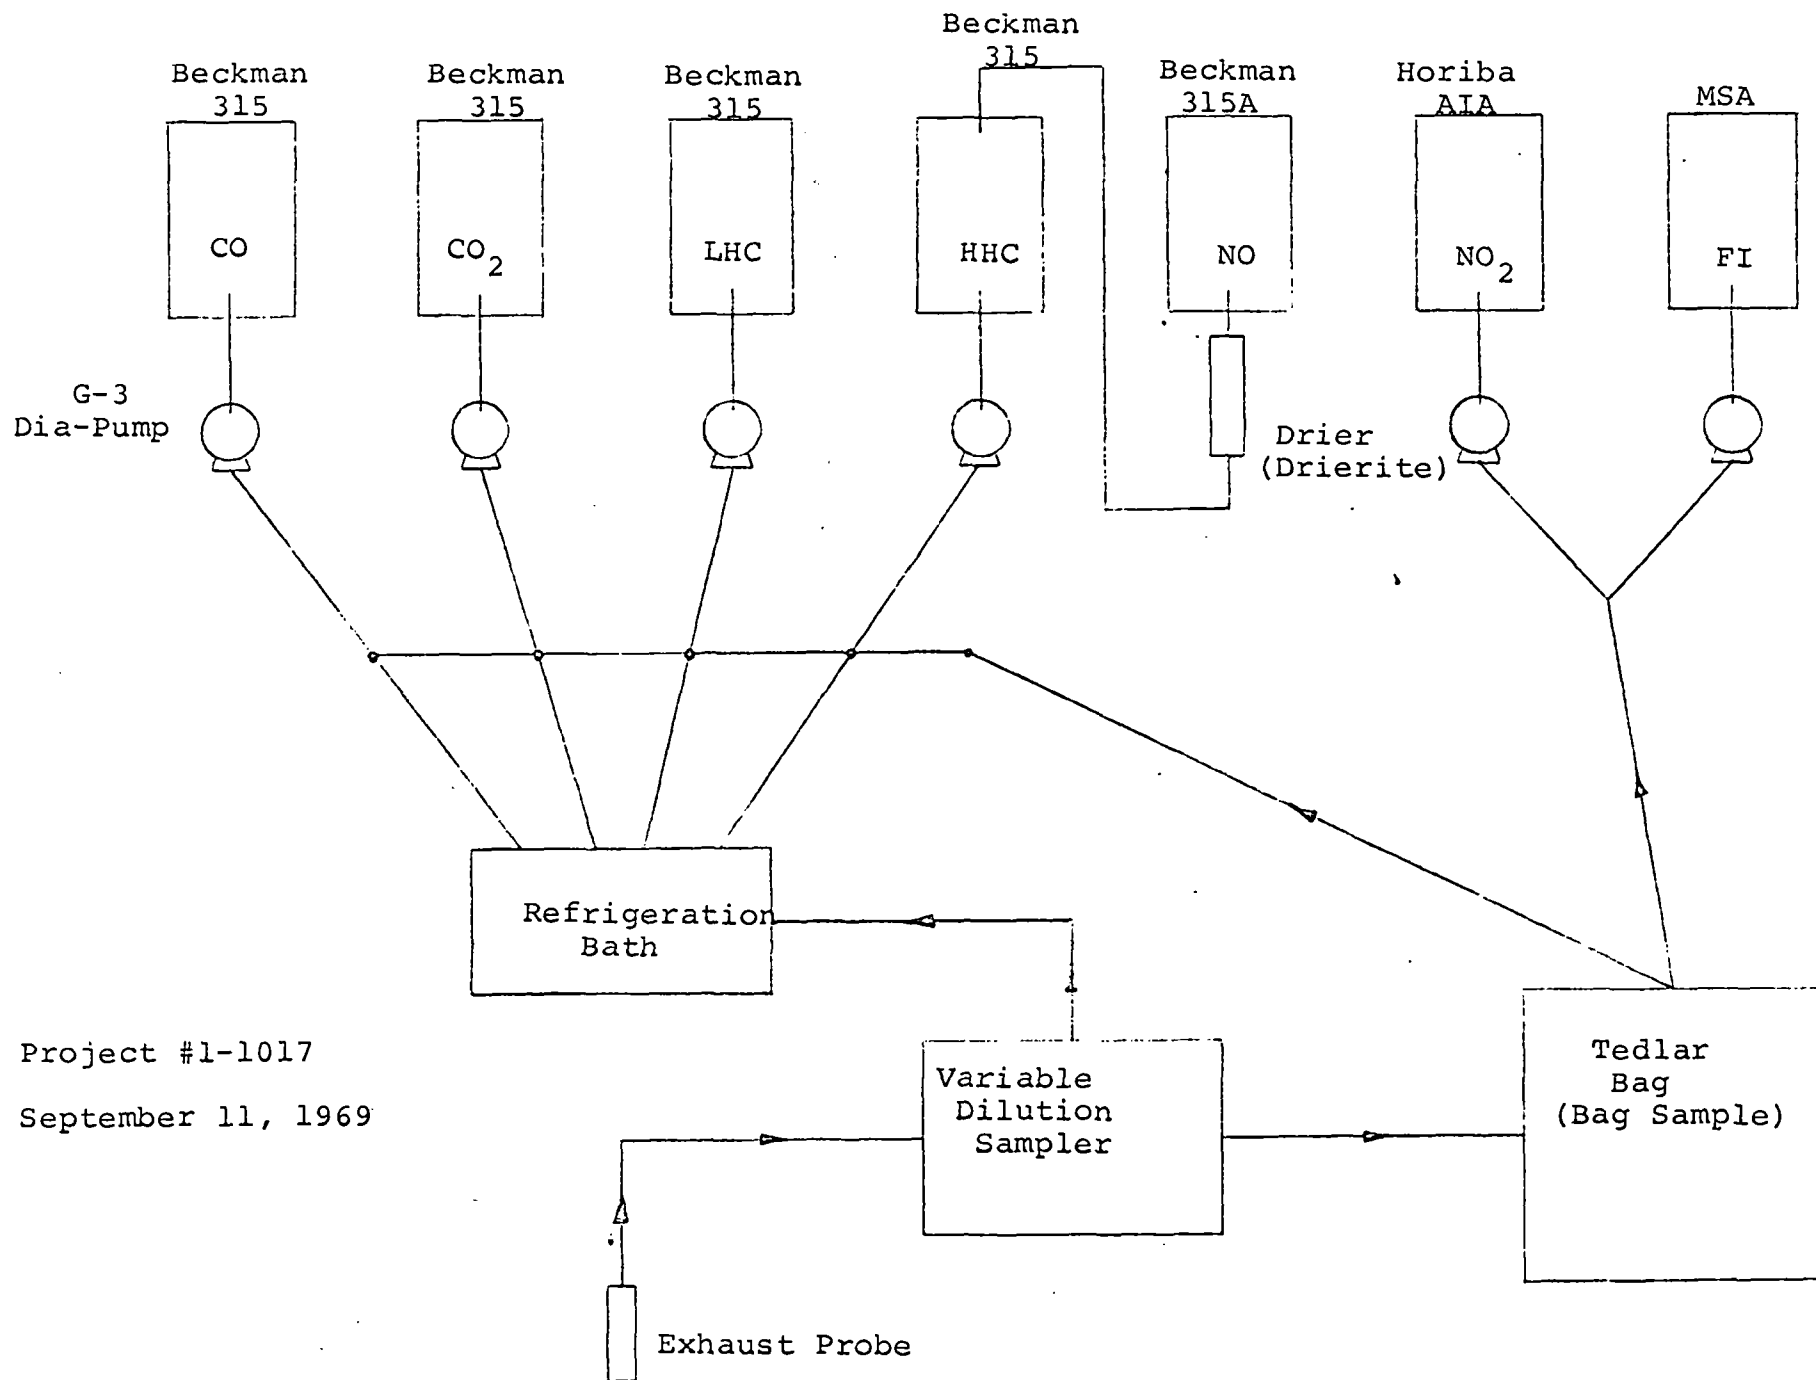 Beckman
315
Beckman
315
Beckman
315
Beckman
315
Beckman
315A
Horiba
AIA
MSA
CO
CO2
LHC
HHC
NO
NO2
FI
G-3
Dia-Pump
Drier
(Drierite)
Refrigeration
Bath
Project #1-1017
September 11, 1969
Variable
Dilution
Sampler
Tedlar
Bag
(Bag Sample)
Exhaust Probe